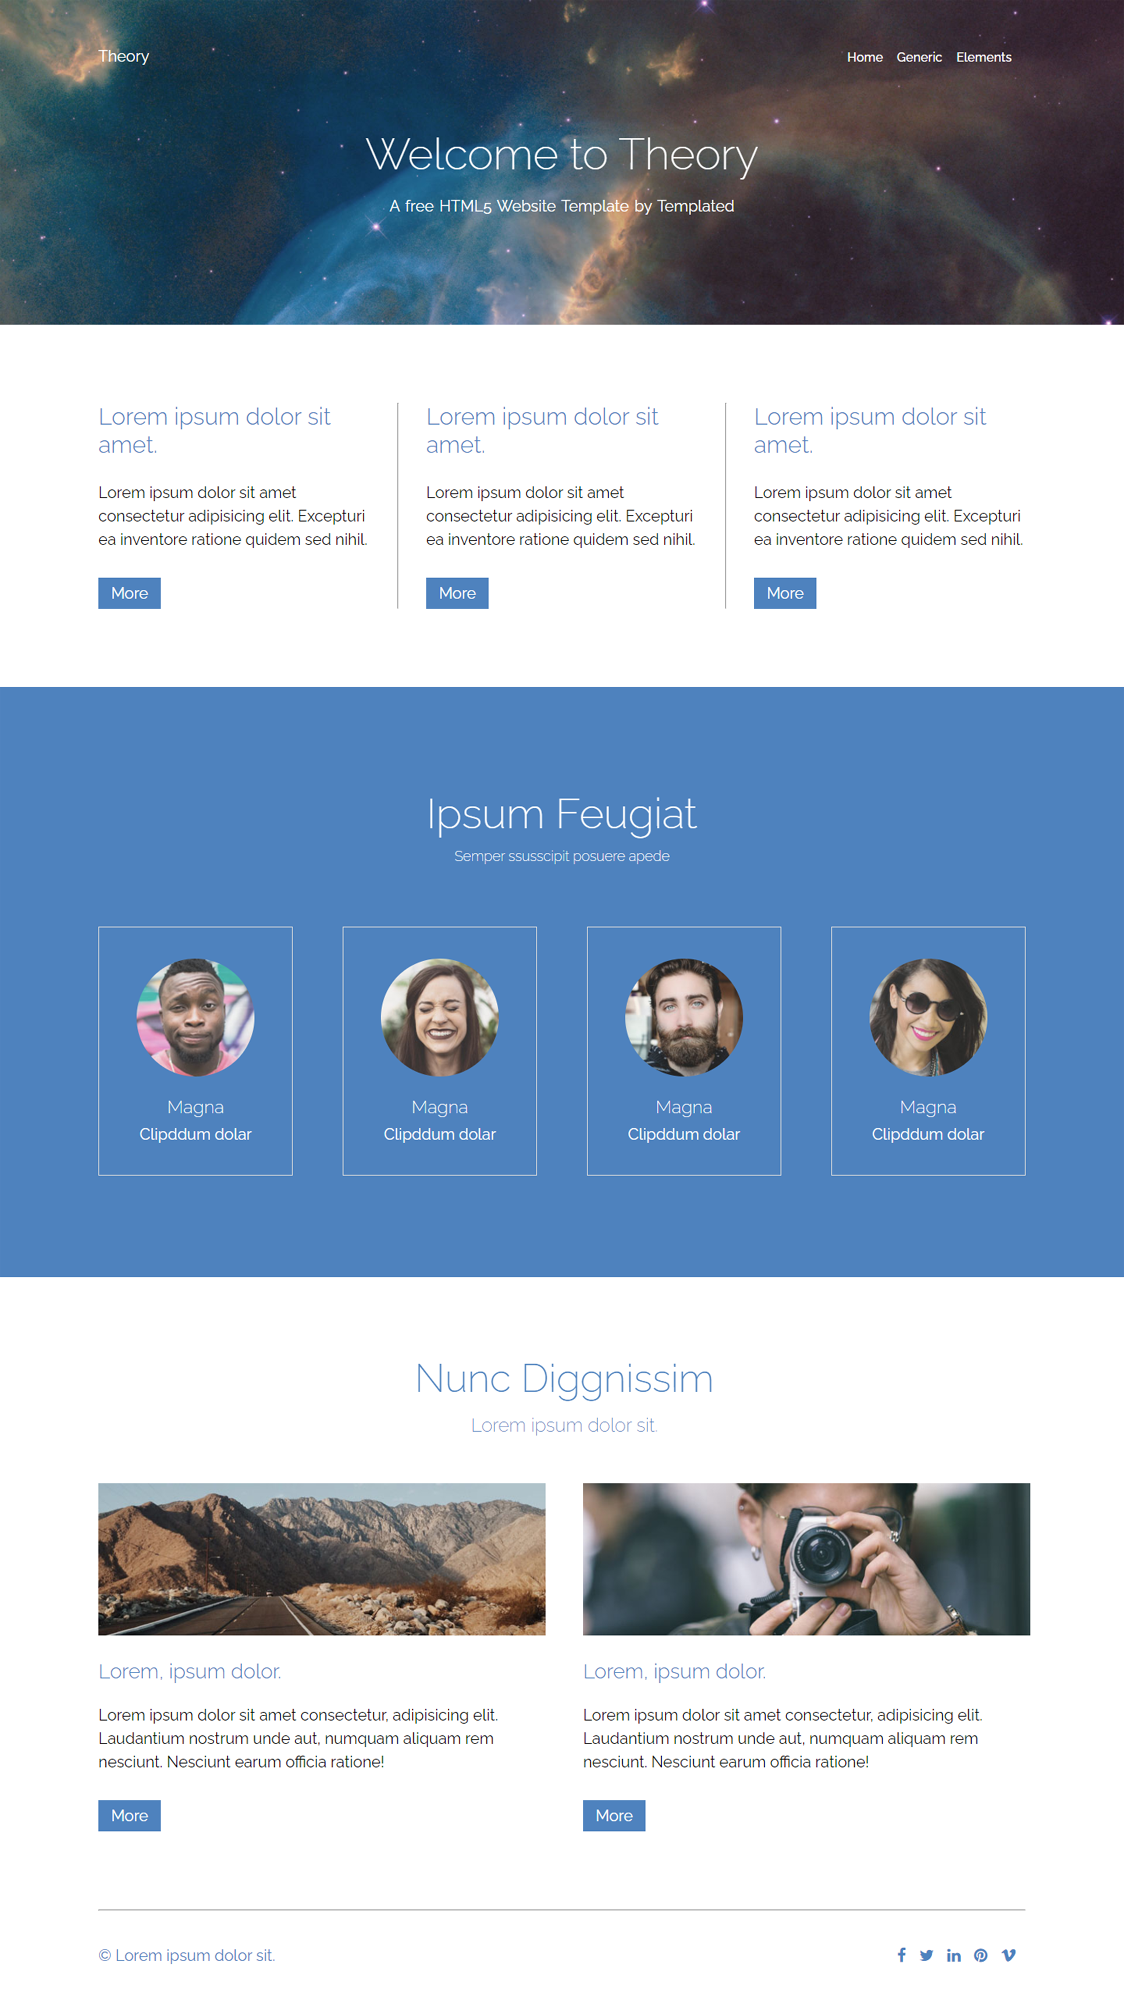 Theory
Home Generic Elements
Welcome to Theory
A free HTML5 Website Template by Templated
Lorem ipsum dolor sit
amet.
Lorem ipsum dolor sit amet
consectetur adipisicing elit. Excepturi
ea inventore ratione quidem sed nihil.
More
Lorem ipsum dolor sit
amet.
Lorem ipsum dolor sit amet
consectetur adipisicing elit. Excepturi
ea inventore ratione quidem sed nihil.
More
Lorem ipsum dolor sit
amet.
Lorem ipsum dolor sit amet
consectetur adipisicing elit. Excepturi
ea inventore ratione quidem sed nihil.
More
Ipsum Feugiat
Semper ssusscipit posuere apede
Magna
Clipddum dolar
Magna
Clipddum dolar
Magna
Clipddum dolar
Magna
Clipddum dolar
Nunc Diggnissim
Lorem ipsum dolor sit.
Lorem, ipsum dolor.
Lorem ipsum dolor sit amet consectetur, adipisicing elit.
Laudantium nostrum unde aut, numquam aliquam rem
nesciunt. Nesciunt earum officia ratione!
More
Lorem, ipsum dolor.
Lorem ipsum dolor sit amet consectetur, adipisicing elit.
Laudantium nostrum unde aut, numquam aliquam rem
nesciunt. Nesciunt earum officia ratione!
More
© Lorem ipsum dolor sit.